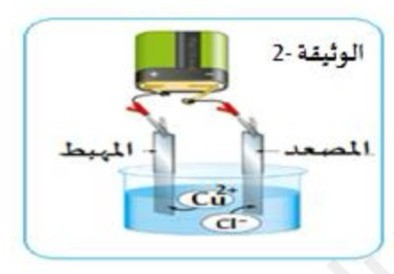 الوثيقة -2
+ -
المصعد المهبط
Cu²⁺
Cl⁻